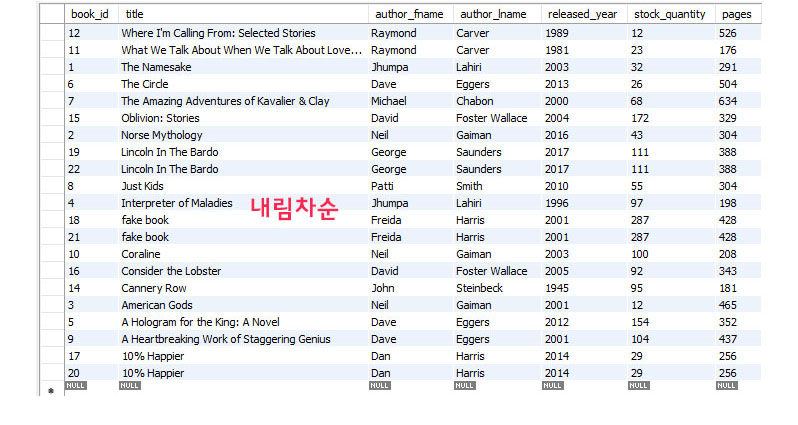 book_id title author_fname author_lname released_year stock_quantity pages
12 Where I'm Calling From: Selected Stories Raymond Carver 1989 12 526
11 What We Talk About When We Talk About Love... Raymond Carver 1981 23 176
1 The Namesake Jhumpa Lahiri 2003 32 291
6 The Circle Dave Eggers 2013 26 504
7 The Amazing Adventures of Kavalier & Clay Michael Chabon 2000 68 634
15 Oblivion: Stories David Foster Wallace 2004 172 329
2 Norse Mythology Neil Gaiman 2016 43 304
19 Lincoln In The Bardo George Saunders 2017 111 388
22 Lincoln In The Bardo George Saunders 2017 111 388
8 Just Kids Patti Smith 2010 55 304
4 Interpreter of Maladies Jhumpa Lahiri 1996 97 198
내림차순
18 fake book Freida Harris 2001 287 428
21 fake book Freida Harris 2001 287 428
10 Coraline Neil Gaiman 2003 100 208
16 Consider the Lobster David Foster Wallace 2005 92 343
14 Cannery Row John Steinbeck 1945 95 181
3 American Gods Neil Gaiman 2001 12 465
5 A Hologram for the King: A Novel Dave Eggers 2012 154 352
9 A Heartbreaking Work of Staggering Genius Dave Eggers 2001 104 437
17 10% Happier Dan Harris 2014 29 256
20 10% Happier Dan Harris 2014 29 256
NULL NULL NULL NULL NULL NULL NULL